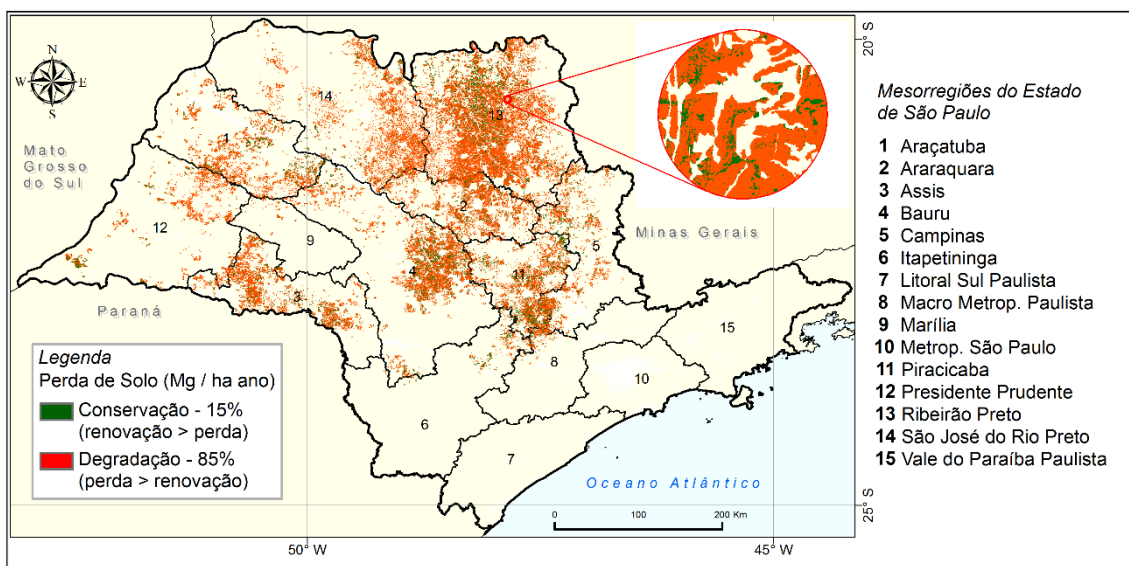 N
W
E
S
20° S
25° S
50° W
45° W
Mato
Grosso
do Sul
Paraná
Minas Gerais
Oceano Atlântico
1
2
3
4
5
6
7
8
9
10
11
12
13
14
15
0 100 200 Km
Legenda
Perda de Solo (Mg / ha ano)
Conservação - 15%
(renovação > perda)
Degradação - 85%
(perda > renovação)
Mesorregiões do Estado
de São Paulo
1 Araçatuba
2 Araraquara
3 Assis
4 Bauru
5 Campinas
6 Itapetininga
7 Litoral Sul Paulista
8 Macro Metrop. Paulista
9 Marília
10 Metrop. São Paulo
11 Piracicaba
12 Presidente Prudente
13 Ribeirão Preto
14 São José do Rio Preto
15 Vale do Paraíba Paulista